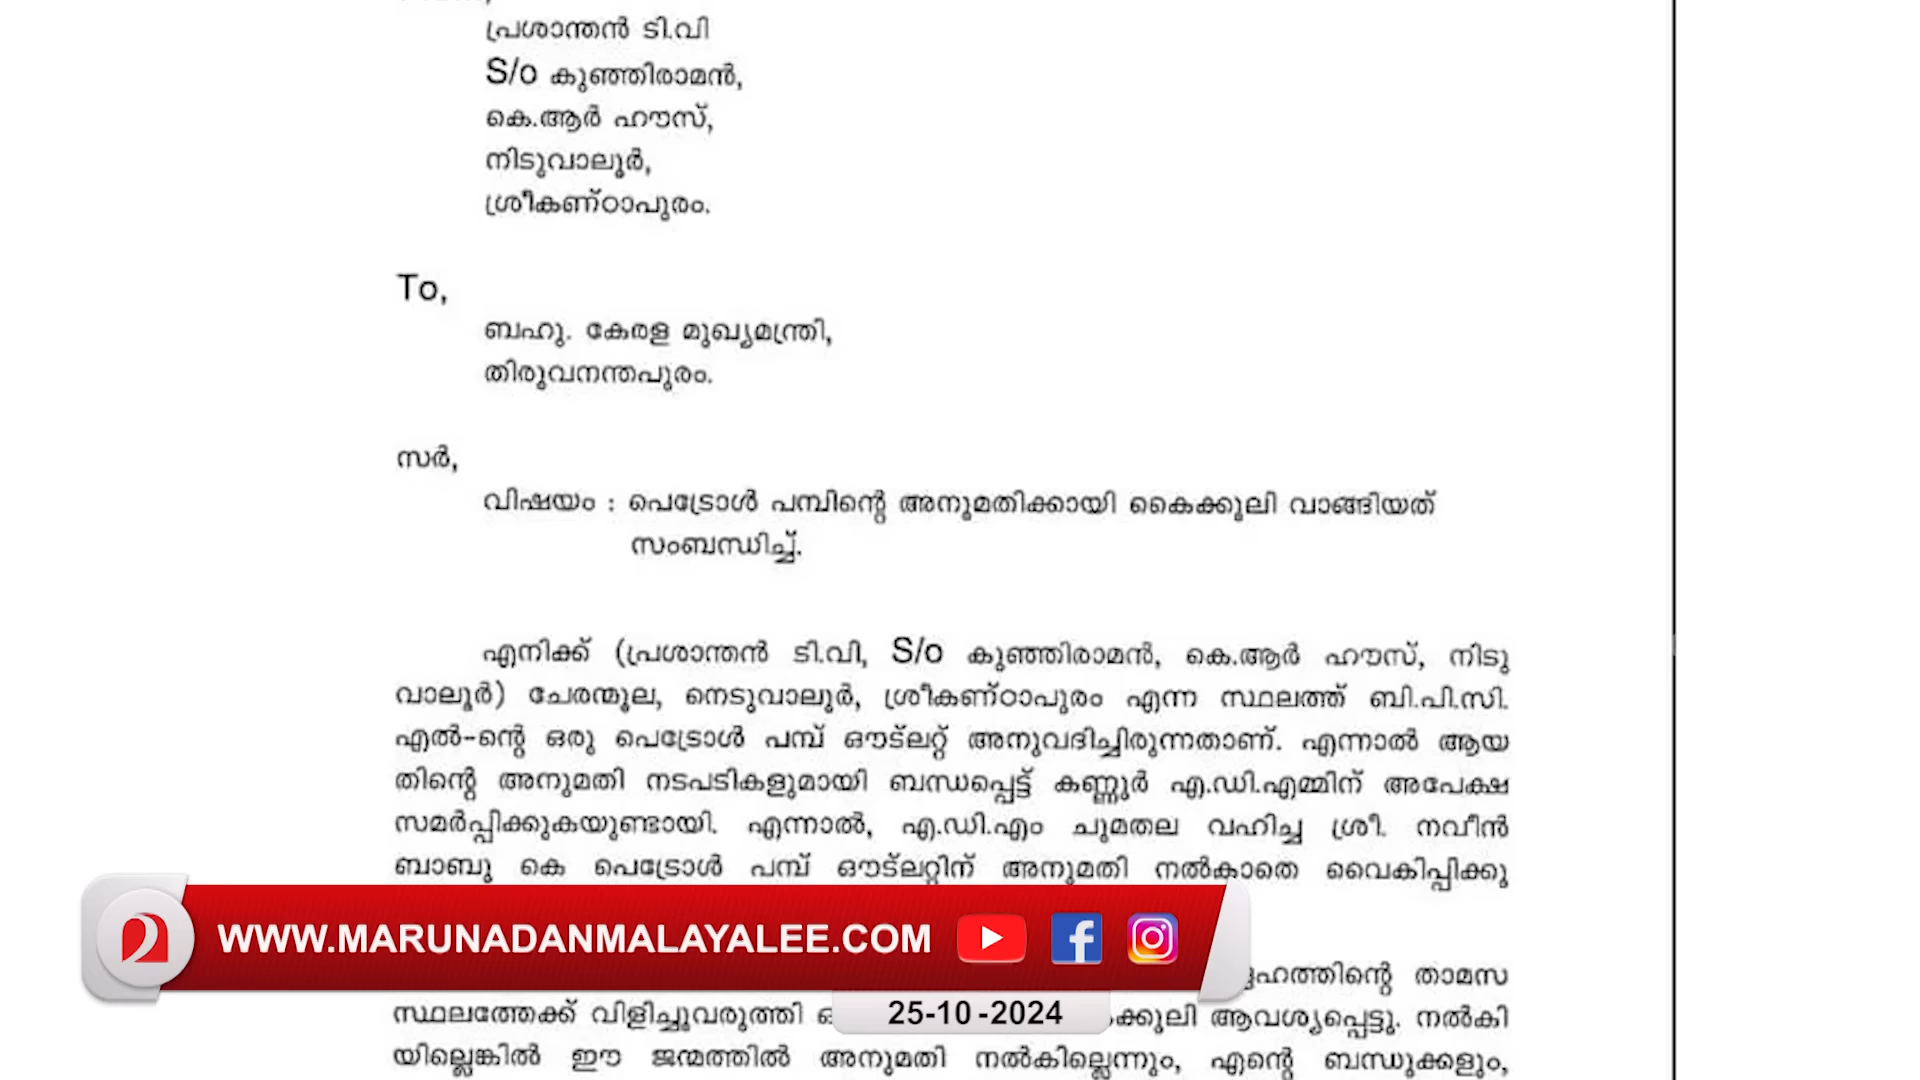 പ്രശാന്തൻ ടി.വി
S/o കുഞ്ഞിരാമൻ,
കെ.ആർ ഹൗസ്,
നിടുവാലൂർ,
ശ്രീകണ്ഠാപുരം.
To,
ബഹു. കേരള മുഖ്യമന്ത്രി,
തിരുവനന്തപുരം.
സർ,
വിഷയം : പെട്രോൾ പമ്പിന്റെ അനുമതിക്കായി കൈക്കൂലി വാങ്ങിയത്
സംബന്ധിച്ച്.
എനിക്ക് (പ്രശാന്തൻ ടി.വി, S/o കുഞ്ഞിരാമൻ, കെ.ആർ ഹൗസ്, നിടു
വാലൂർ) ചേരന്മൂല, നെടുവാലൂർ, ശ്രീകണ്ഠാപുരം എന്ന സ്ഥലത്ത് ബി.പി.സി.
എൽ-ന്റെ ഒരു പെട്രോൾ പമ്പ് ഔട്ലറ്റ് അനുവദിച്ചിരുന്നതാണ്. എന്നാൽ ആയ
തിന്റെ അനുമതി നടപടികളുമായി ബന്ധപ്പെട്ട് കണ്ണൂർ എ.ഡി.എമ്മിന് അപേക്ഷ
സമർപ്പിക്കുകയുണ്ടായി. എന്നാൽ, എ.ഡി.എം ചുമതല വഹിച്ച ശ്രീ. നവീൻ
ബാബു കെ പെട്രോൾ പമ്പ് ഔട്ലറ്റിന് അനുമതി നൽകാതെ വൈകിപ്പിക്കു
WWW.MARUNADANMALAYALEE.COM
താമസ
സ്ഥലത്തേക്ക് വിളിച്ചുവരുത്തി ആവശ്യപ്പെട്ടു. നൽകി
25-10-2024
യില്ലെങ്കിൽ ഈ ജന്മത്തിൽ അനുമതി നൽകില്ലെന്നും, എന്റെ ബന്ധുക്കളും,